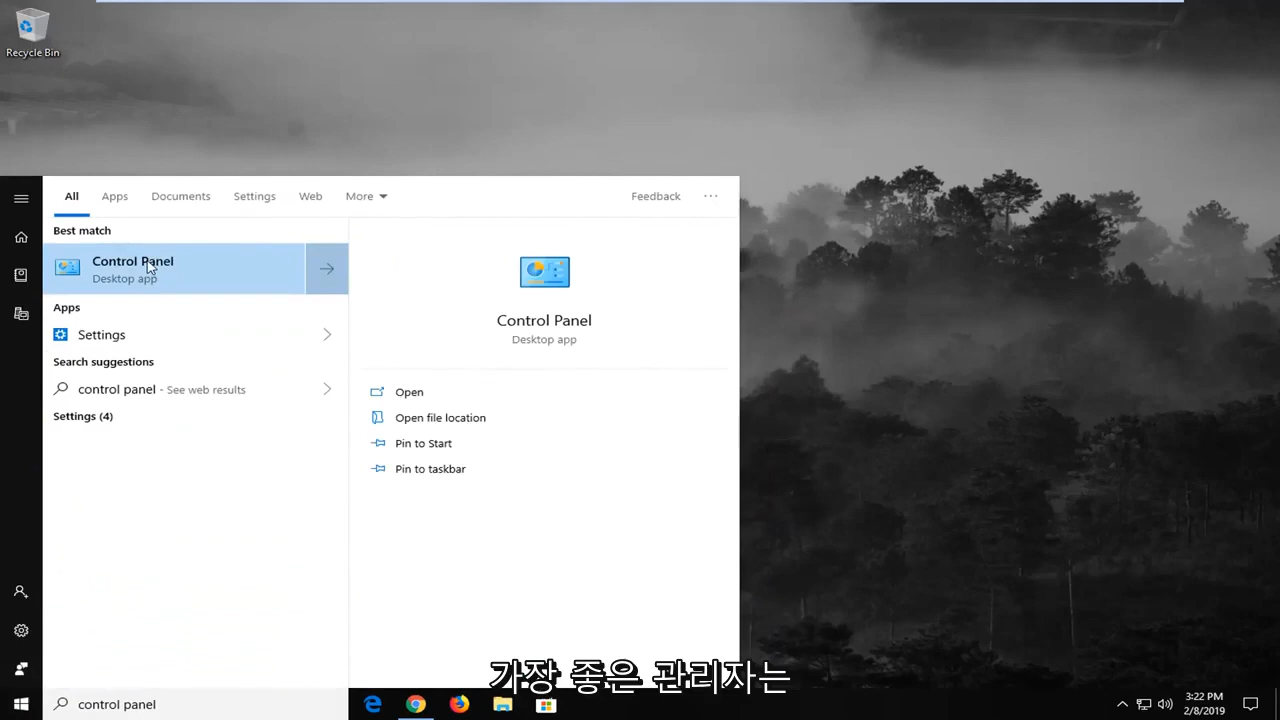 Recycle Bin
All Apps Documents Settings Web More Feedback ...
Best match
Control Panel
Desktop app
Apps
Settings
Search suggestions
control panel - See web results
Settings (4)
Control Panel
Desktop app
Open
Open file location
Pin to Start
Pin to taskbar
가장 좋은 관리자는
control panel
3:22 PM
2/8/2019